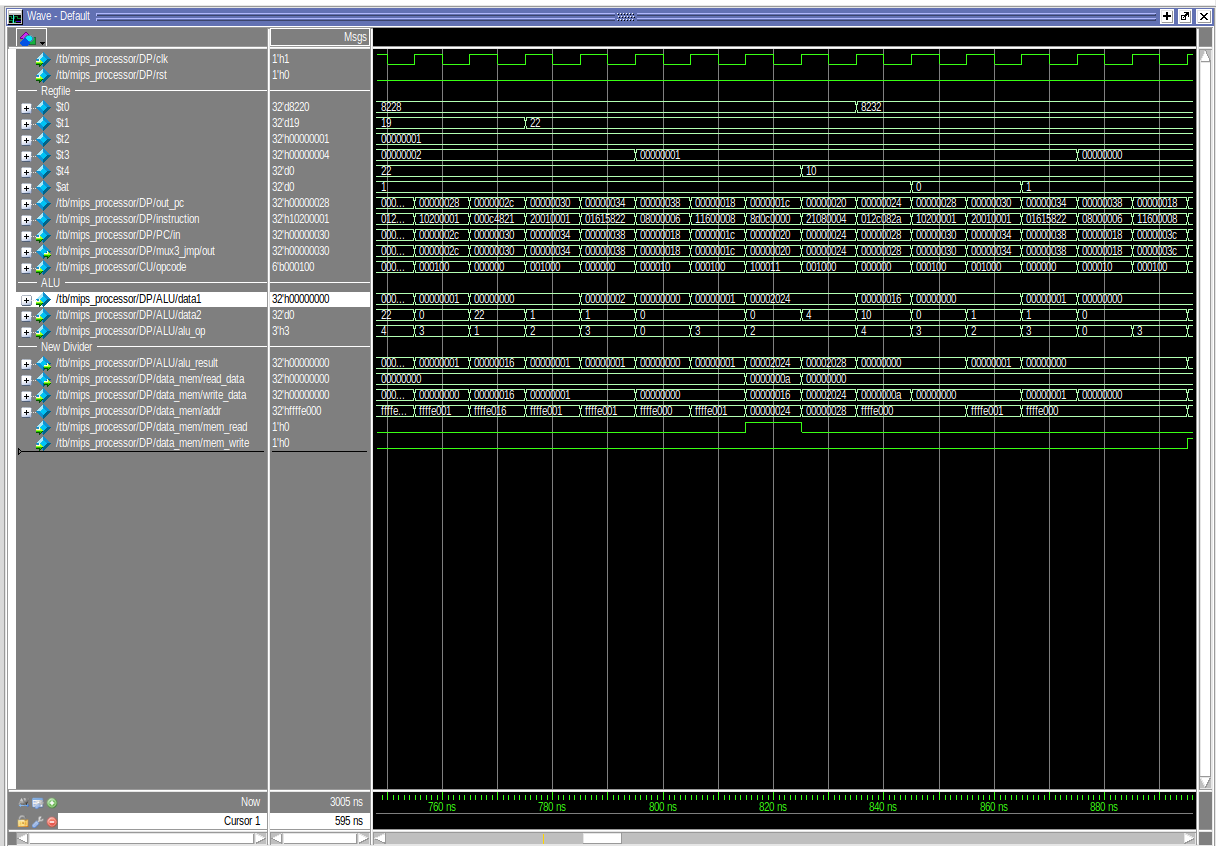 Wave - Default
Msgs
/tb/mips_processor/DP/clk 1'h1
/tb/mips_processor/DP/rst 1'h0
Regfile
$t0 32'd8220 8228 8232
$t1 32'd19 19 22
$t2 32'h00000001 00000001
$t3 32'h00000004 00000002 00000001 00000000
$t4 32'd0 22 10
$at 32'd0 1 0 1
/tb/mips_processor/DP/out_pc 32'h00000028 000... 00000028 0000002c 00000030 00000034 00000038 00000018 0000001c 00000020 00000024 00000028 00000030 00000034 00000038 00000018
/tb/mips_processor/DP/instruction 32'h10200001 012... 10200001 000c4821 20010001 01615822 08000006 11600008 8d0c0000 21080004 012c082a 10200001 20010001 01615822 08000006 11600008
/tb/mips_processor/DP/PC/in 32'h00000030 000... 0000002c 00000030 00000034 00000038 00000018 0000001c 00000020 00000024 00000028 00000030 00000034 00000038 00000018 0000003c
/tb/mips_processor/DP/mux3_jmp/out 32'h00000030 000... 0000002c 00000030 00000034 00000038 00000018 0000001c 00000020 00000024 00000028 00000030 00000034 00000038 00000018 0000003c
/tb/mips_processor/CU/opcode 6'b000100 000... 000100 000000 001000 000000 000010 000100 100011 001000 000000 000100 001000 000000 000010 000100
ALU
/tb/mips_processor/DP/ALU/data1 32'h00000000 000... 00000001 00000000 00000002 00000000 00000001 00002024 00000016 00000000 00000001 00000000
/tb/mips_processor/DP/ALU/data2 32'd0 22 0 22 1 1 0 0 4 10 0 1 1 0
/tb/mips_processor/DP/ALU/alu_op 3'h3 4 3 1 2 3 0 3 2 4 3 2 3 0 3
New Divider
/tb/mips_processor/DP/ALU/alu_result 32'h00000000 000... 00000001 00000016 00000001 00000001 00000000 00000001 00002024 00002028 00000000 00000001 00000000
/tb/mips_processor/DP/data_mem/read_data 32'h00000000 00000000 0000000a 00000000
/tb/mips_processor/DP/data_mem/write_data 32'h00000000 000... 00000000 00000016 00000001 00000000 00000016 00002024 0000000a 00000000 00000001 00000000
/tb/mips_processor/DP/data_mem/addr 32'hffffe000 ffffe... ffffe001 ffffe016 ffffe001 ffffe001 ffffe000 ffffe001 00000024 00000028 ffffe000 ffffe001 ffffe000
/tb/mips_processor/DP/data_mem/mem_read 1'h0
/tb/mips_processor/DP/data_mem/mem_write 1'h0
Now 3005 ns 760 ns 780 ns 800 ns 820 ns 840 ns 860 ns 880 ns
Cursor 1 595 ns